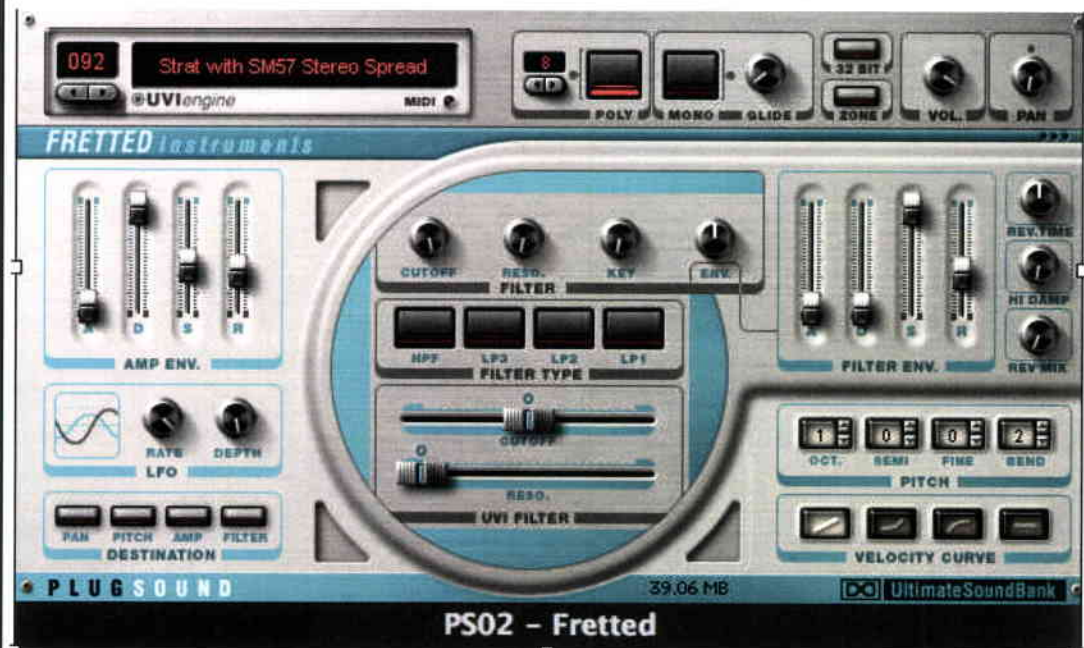 092
Strat with SM57 Stereo Spread
UVIengine
MIDI
8
POLY
MONO
GLIDE
32 BIT
ZONE
VOL.
PAN
FRETTED Instruments
A
D
S
R
AMP ENV.
CUTOFF
RESO.
KEY
ENV.
FILTER
HPF
LP3
LP2
LP1
FILTER TYPE
0
CUTOFF
0
RESO.
UVI FILTER
A
D
S
R
FILTER ENV.
REV.TIME
HI DAMP
REV MIX
RATE
DEPTH
LFO
PAN
PITCH
AMP
FILTER
DESTINATION
1
0
0
2
OCT.
SEMI
FINE
BEND
PITCH
VELOCITY CURVE
PLUGSOUND
39.06 MB
UltimateSoundBank
PS02 – Fretted